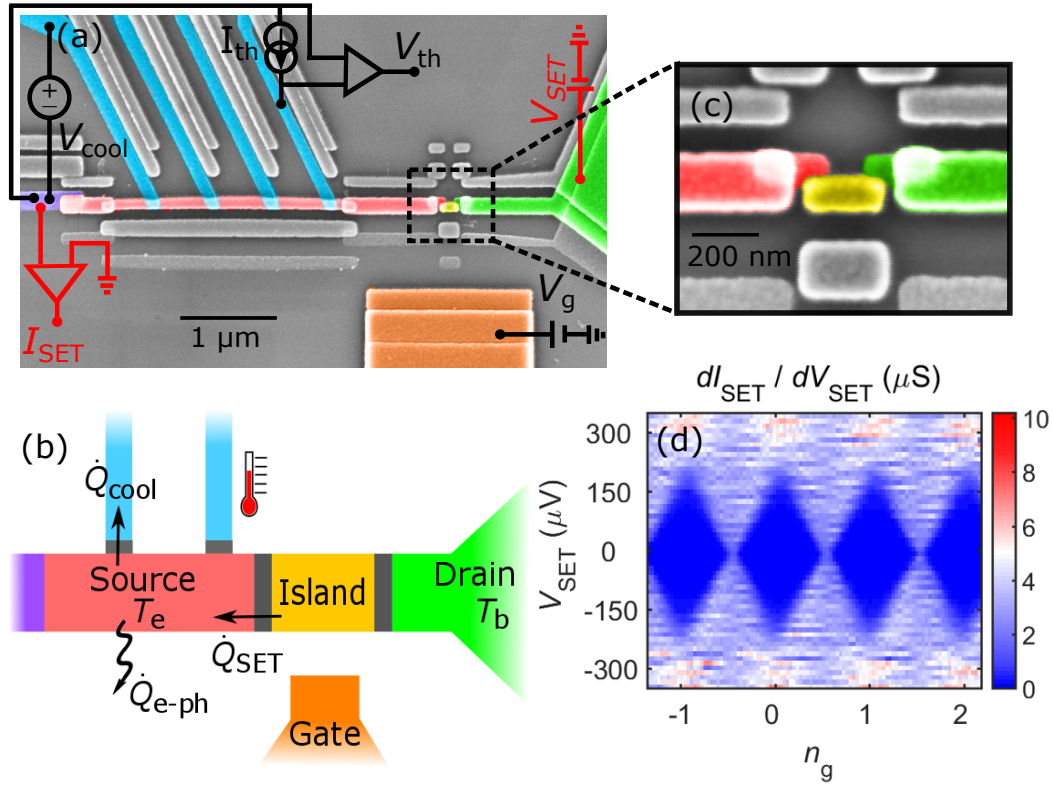 (a)
I_th
V_th
V_SET
+
−
V_cool
I_SET
1 μm
V_g
(c)
200 nm
(b)
Q̇_cool
Source
T_e
Island
Drain
T_b
Q̇_SET
Q̇_e-ph
Gate
dI_SET / dV_SET (μS)
(d)
V_SET (μV)
300
150
0
-150
-300
-1 0 1 2
n_g
10
8
6
4
2
0